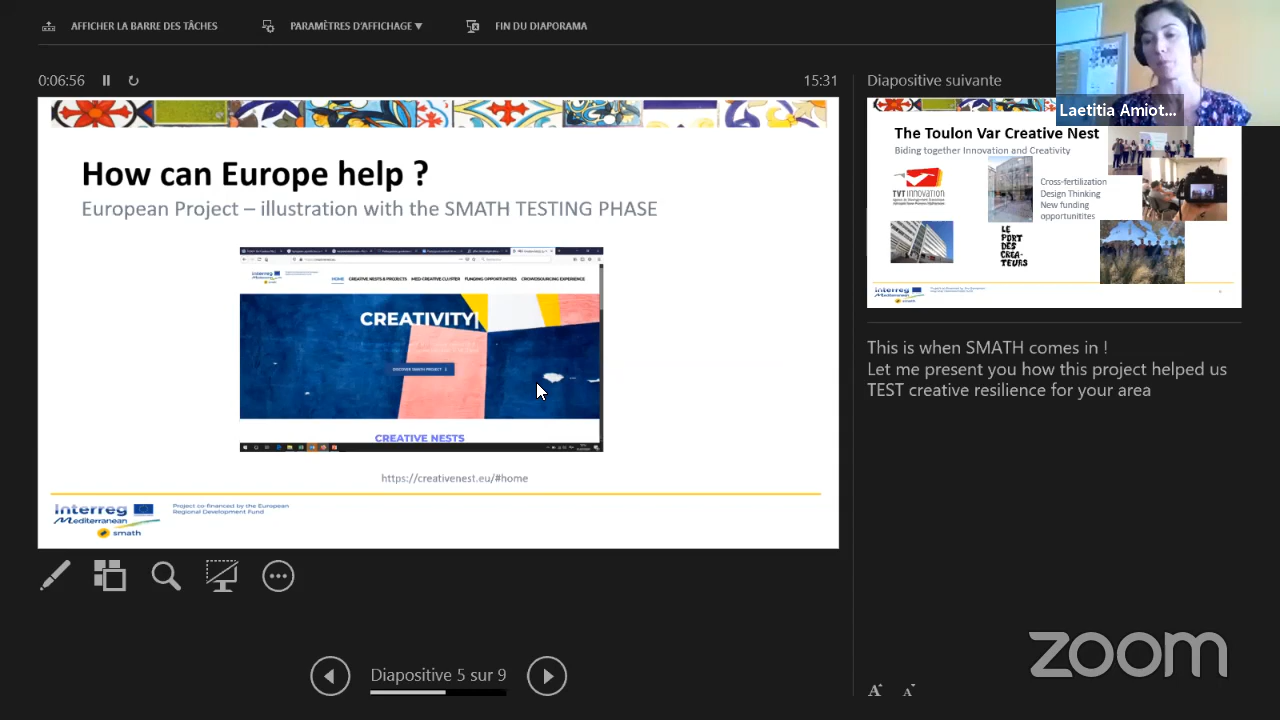 AFFICHER LA BARRE DES TÂCHES
PARAMÈTRES D'AFFICHAGE ▼
FIN DU DIAPORAMA
0:06:56
15:31
Diapositive suivante
Laetitia Amiot...
How can Europe help ?
European Project – illustration with the SMATH TESTING PHASE
Interreg
HOME CREATIVE NESTS & PROJECTS MED CREATIVE CLUSTER FUNDING OPPORTUNITIES CROWDSOURCING EXPERIENCE
CREATIVITY
DISCOVER SMATH PROJECT
CREATIVE NESTS
https://creativenest.eu/#home
Interreg
Mediterranean
smath
Project co-financed by the European
Regional Development Fund
The Toulon Var Creative Nest
Biding together Innovation and Creativity
TVT INNOVATION
Cross-fertilization
Design Thinking
New funding
opportunitites
LE
PORT
DES
CREA-
TEURS
Interreg
Mediterranean
smath
This is when SMATH comes in !
Let me present you how this project helped us
TEST creative resilience for your area
Diapositive 5 sur 9
A A
zoom